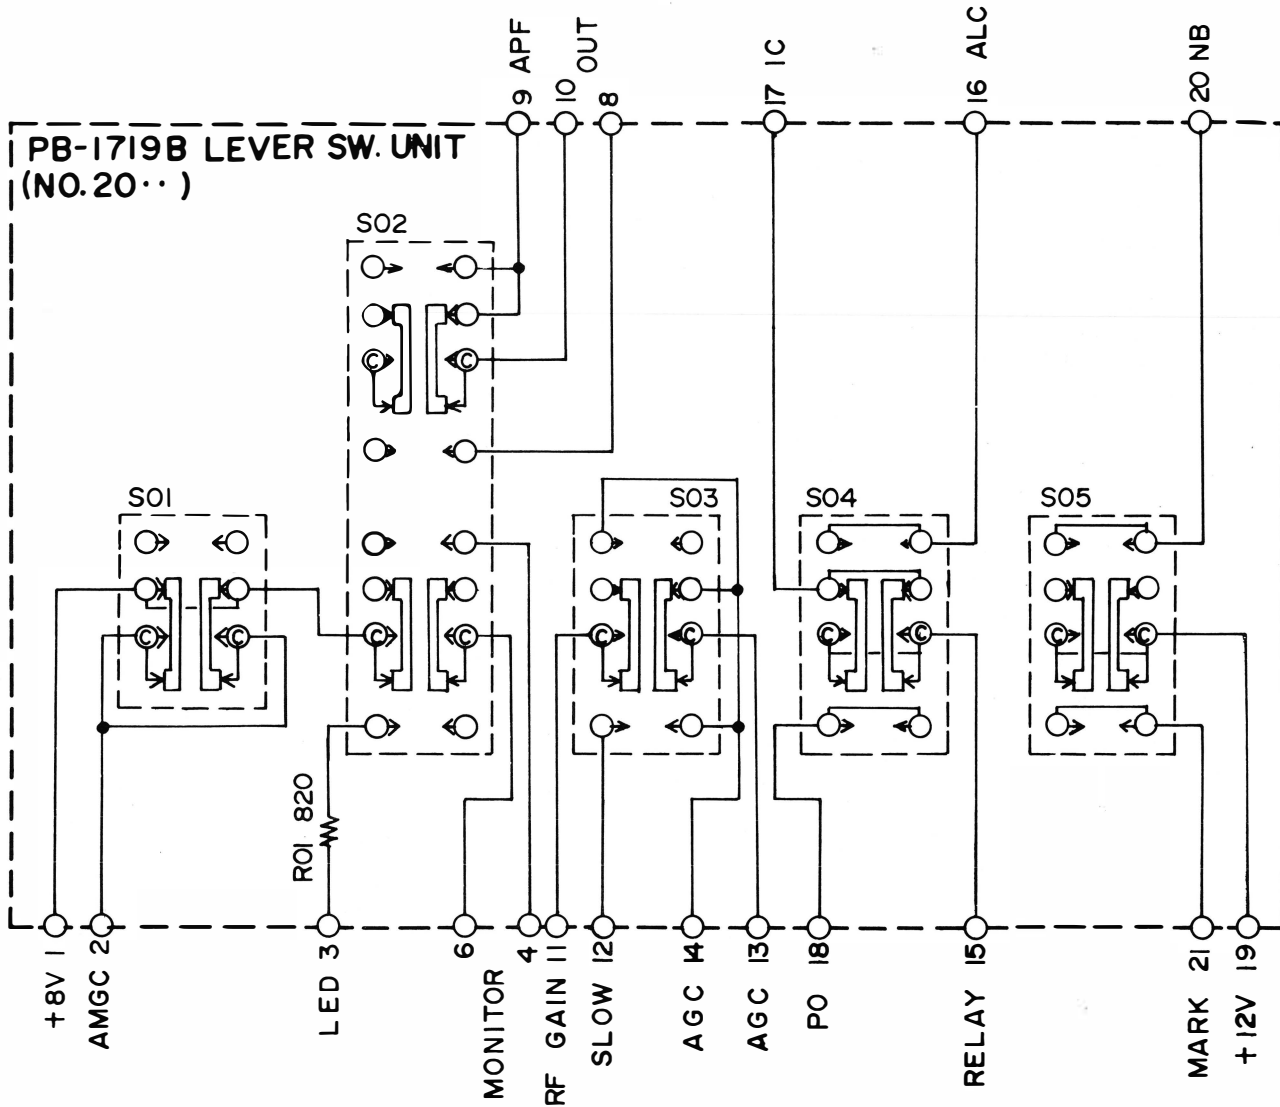 9 APF
10 OUT
8
17 IC
16 ALC
20 NB
PB-1719B LEVER SW. UNIT
(NO. 20·· )
S02
C C
S01
S03
S04
S05
C C
C C
C C
C C
C C
R01 820
+8V 1
AMGC 2
LED 3
6
MONITOR
4
RF GAIN 11
SLOW 12
AGC 14
AGC 13
PO 18
RELAY 15
MARK 21
+12V 19